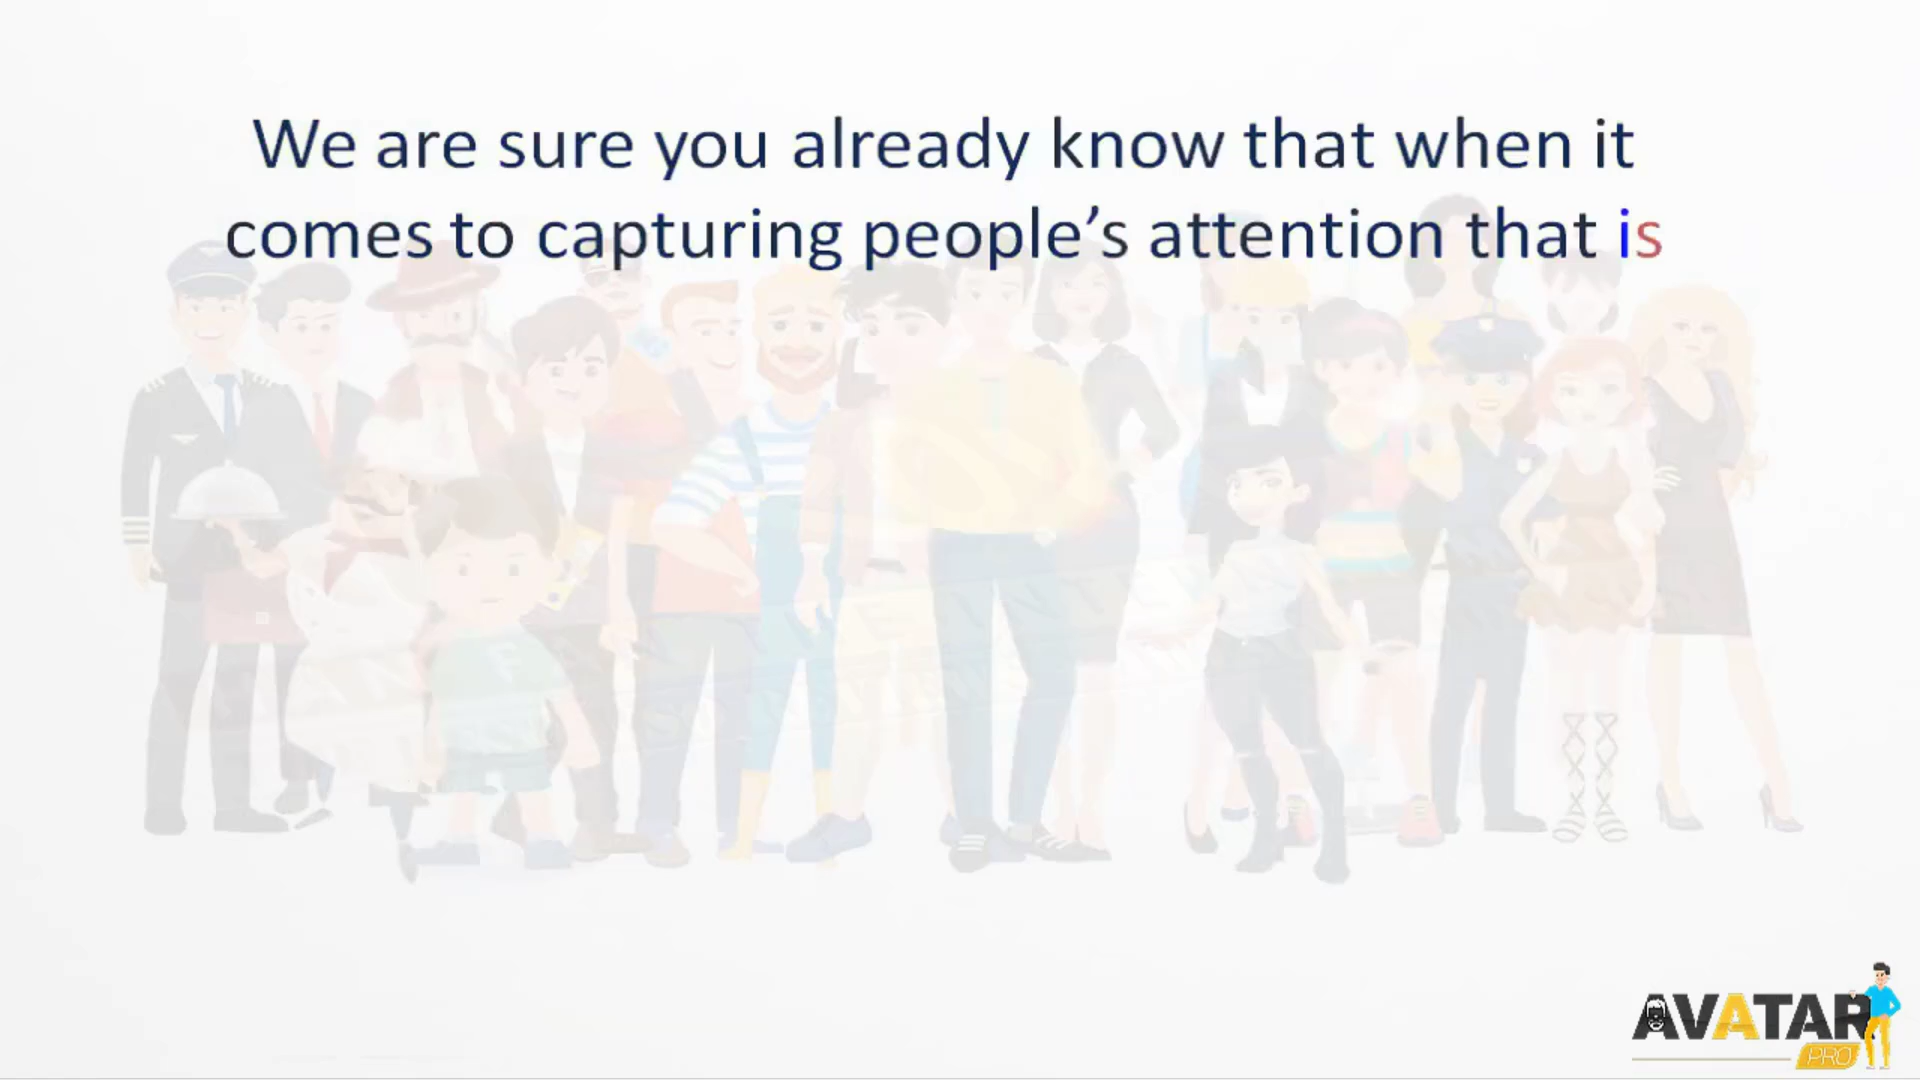 We are sure you already know that when it
comes to capturing people’s attention that is
F
AVATAR
PRO